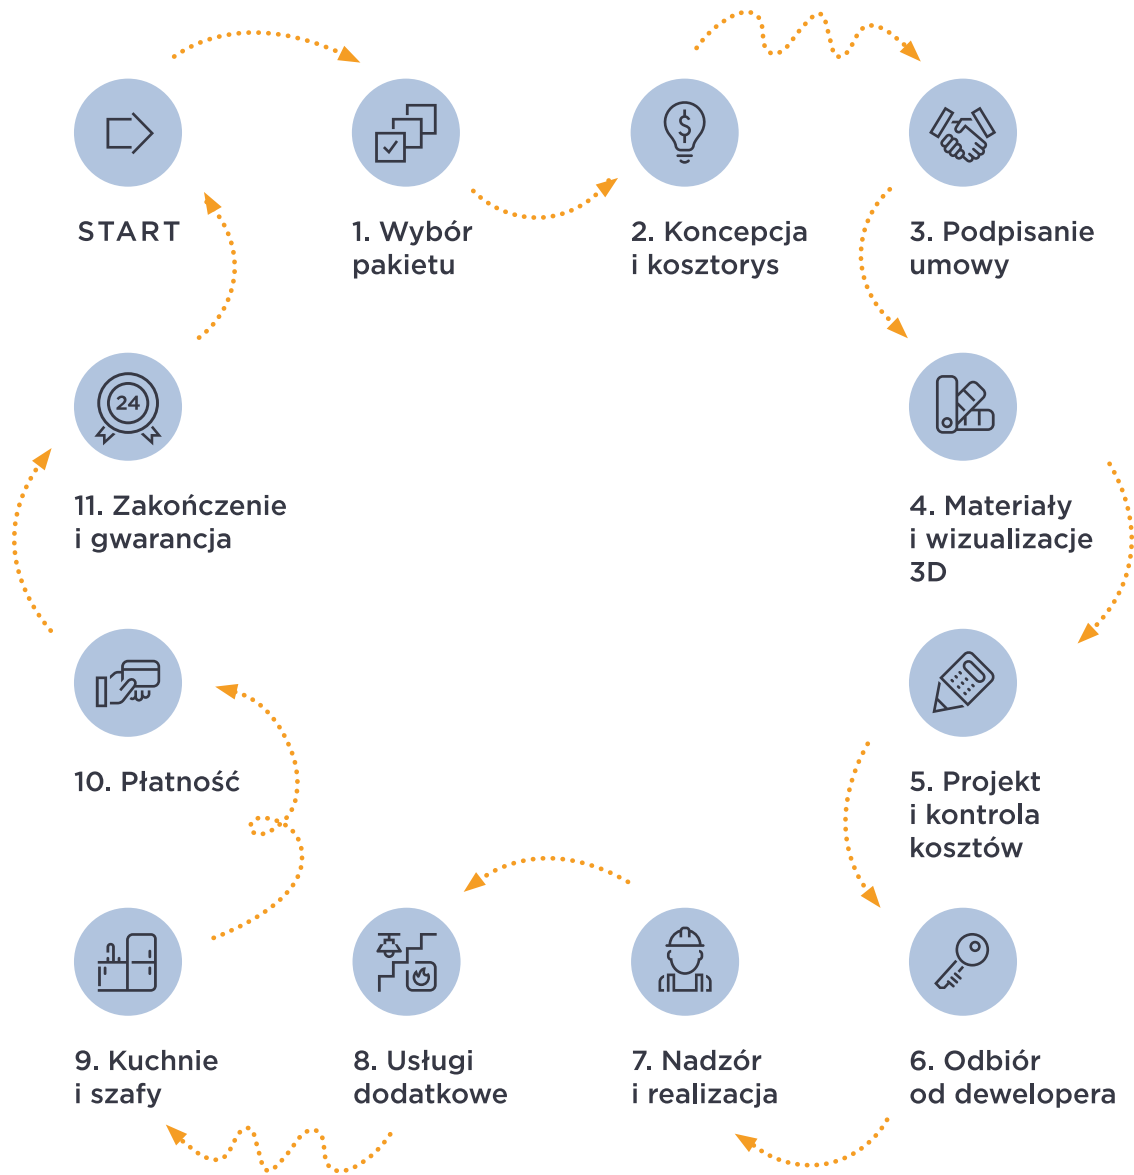 START
1. Wybór
pakietu
2. Koncepcja
i kosztorys
3. Podpisanie
umowy
4. Materiały
i wizualizacje
3D
5. Projekt
i kontrola
kosztów
6. Odbiór
od dewelopera
7. Nadzór
i realizacja
8. Usługi
dodatkowe
9. Kuchnie
i szafy
10. Płatność
24
11. Zakończenie
i gwarancja